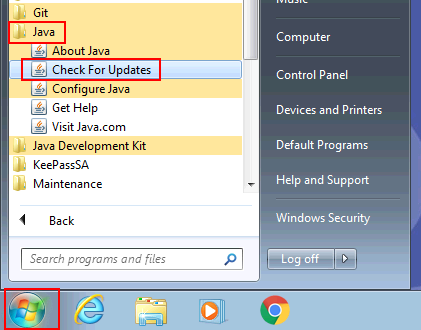 Git
Java
About Java
Check For Updates
Configure Java
Get Help
Visit Java.com
Java Development Kit
KeePassSA
Maintenance
Back
Search programs and files
Music
Computer
Control Panel
Devices and Printers
Default Programs
Help and Support
Windows Security
Log off